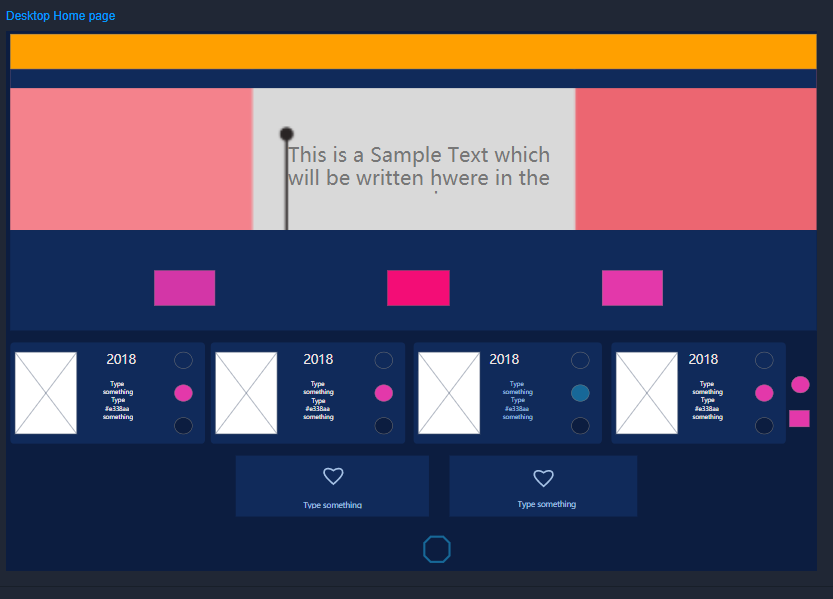 Desktop Home page
This is a Sample Text which
will be written hwere in the
2018
Type
something
Type
#e338aa
something
2018
Type
something
Type
#e338aa
something
2018
Type
something
Type
#e338aa
something
2018
Type
something
Type
#e338aa
something
Type something
Type something